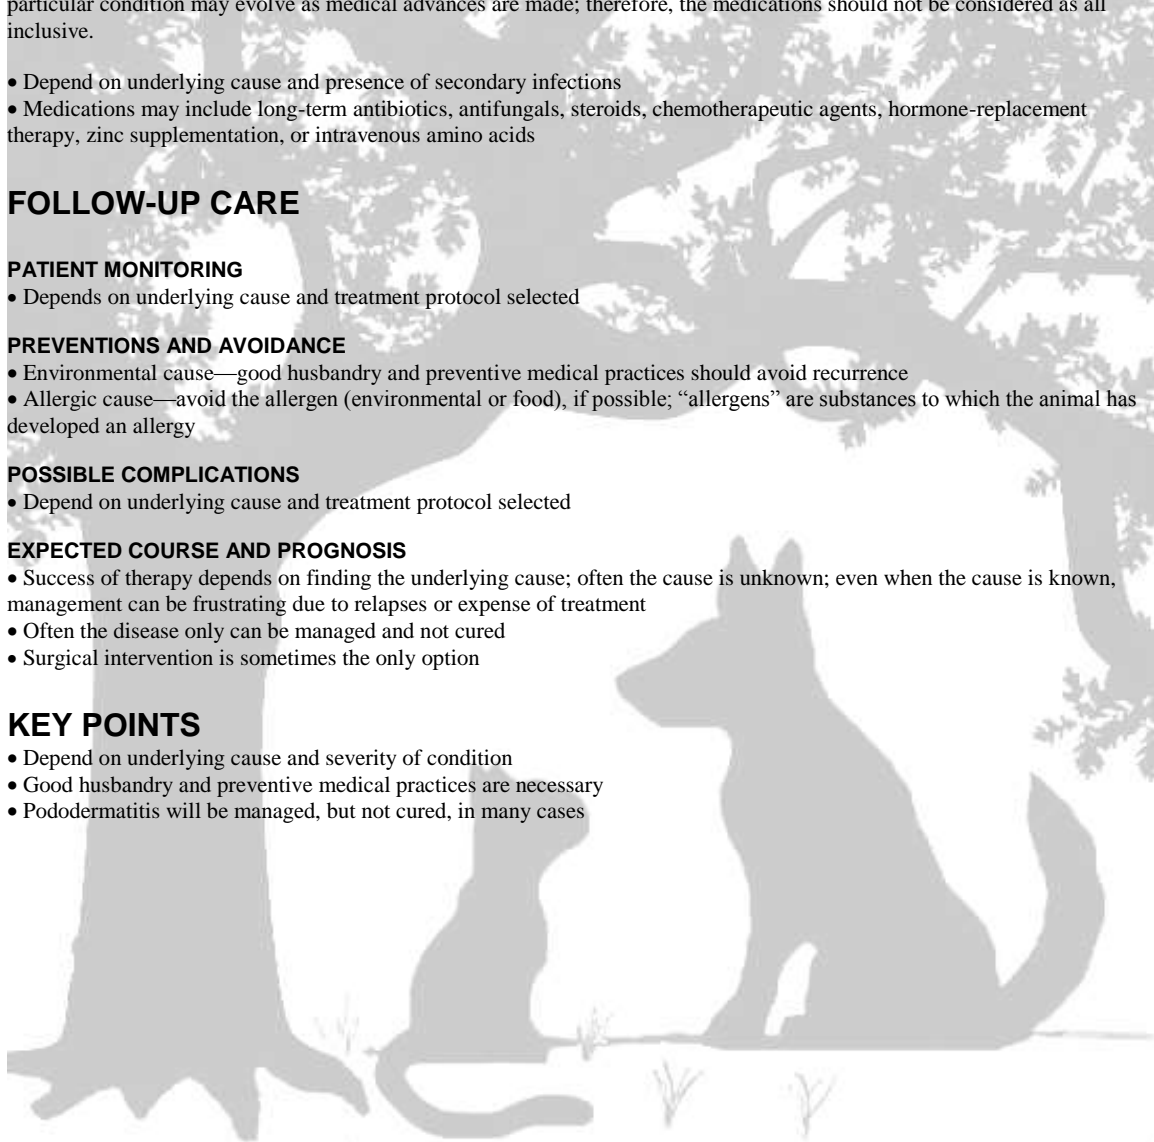 particular condition may evolve as medical advances are made; therefore, the medications should not be considered as all
inclusive.
• Depend on underlying cause and presence of secondary infections
• Medications may include long-term antibiotics, antifungals, steroids, chemotherapeutic agents, hormone-replacement
therapy, zinc supplementation, or intravenous amino acids
FOLLOW-UP CARE
PATIENT MONITORING
• Depends on underlying cause and treatment protocol selected
PREVENTIONS AND AVOIDANCE
• Environmental cause—good husbandry and preventive medical practices should avoid recurrence
• Allergic cause—avoid the allergen (environmental or food), if possible; “allergens” are substances to which the animal has
developed an allergy
POSSIBLE COMPLICATIONS
• Depend on underlying cause and treatment protocol selected
EXPECTED COURSE AND PROGNOSIS
• Success of therapy depends on finding the underlying cause; often the cause is unknown; even when the cause is known,
management can be frustrating due to relapses or expense of treatment
• Often the disease only can be managed and not cured
• Surgical intervention is sometimes the only option
KEY POINTS
• Depend on underlying cause and severity of condition
• Good husbandry and preventive medical practices are necessary
• Pododermatitis will be managed, but not cured, in many cases